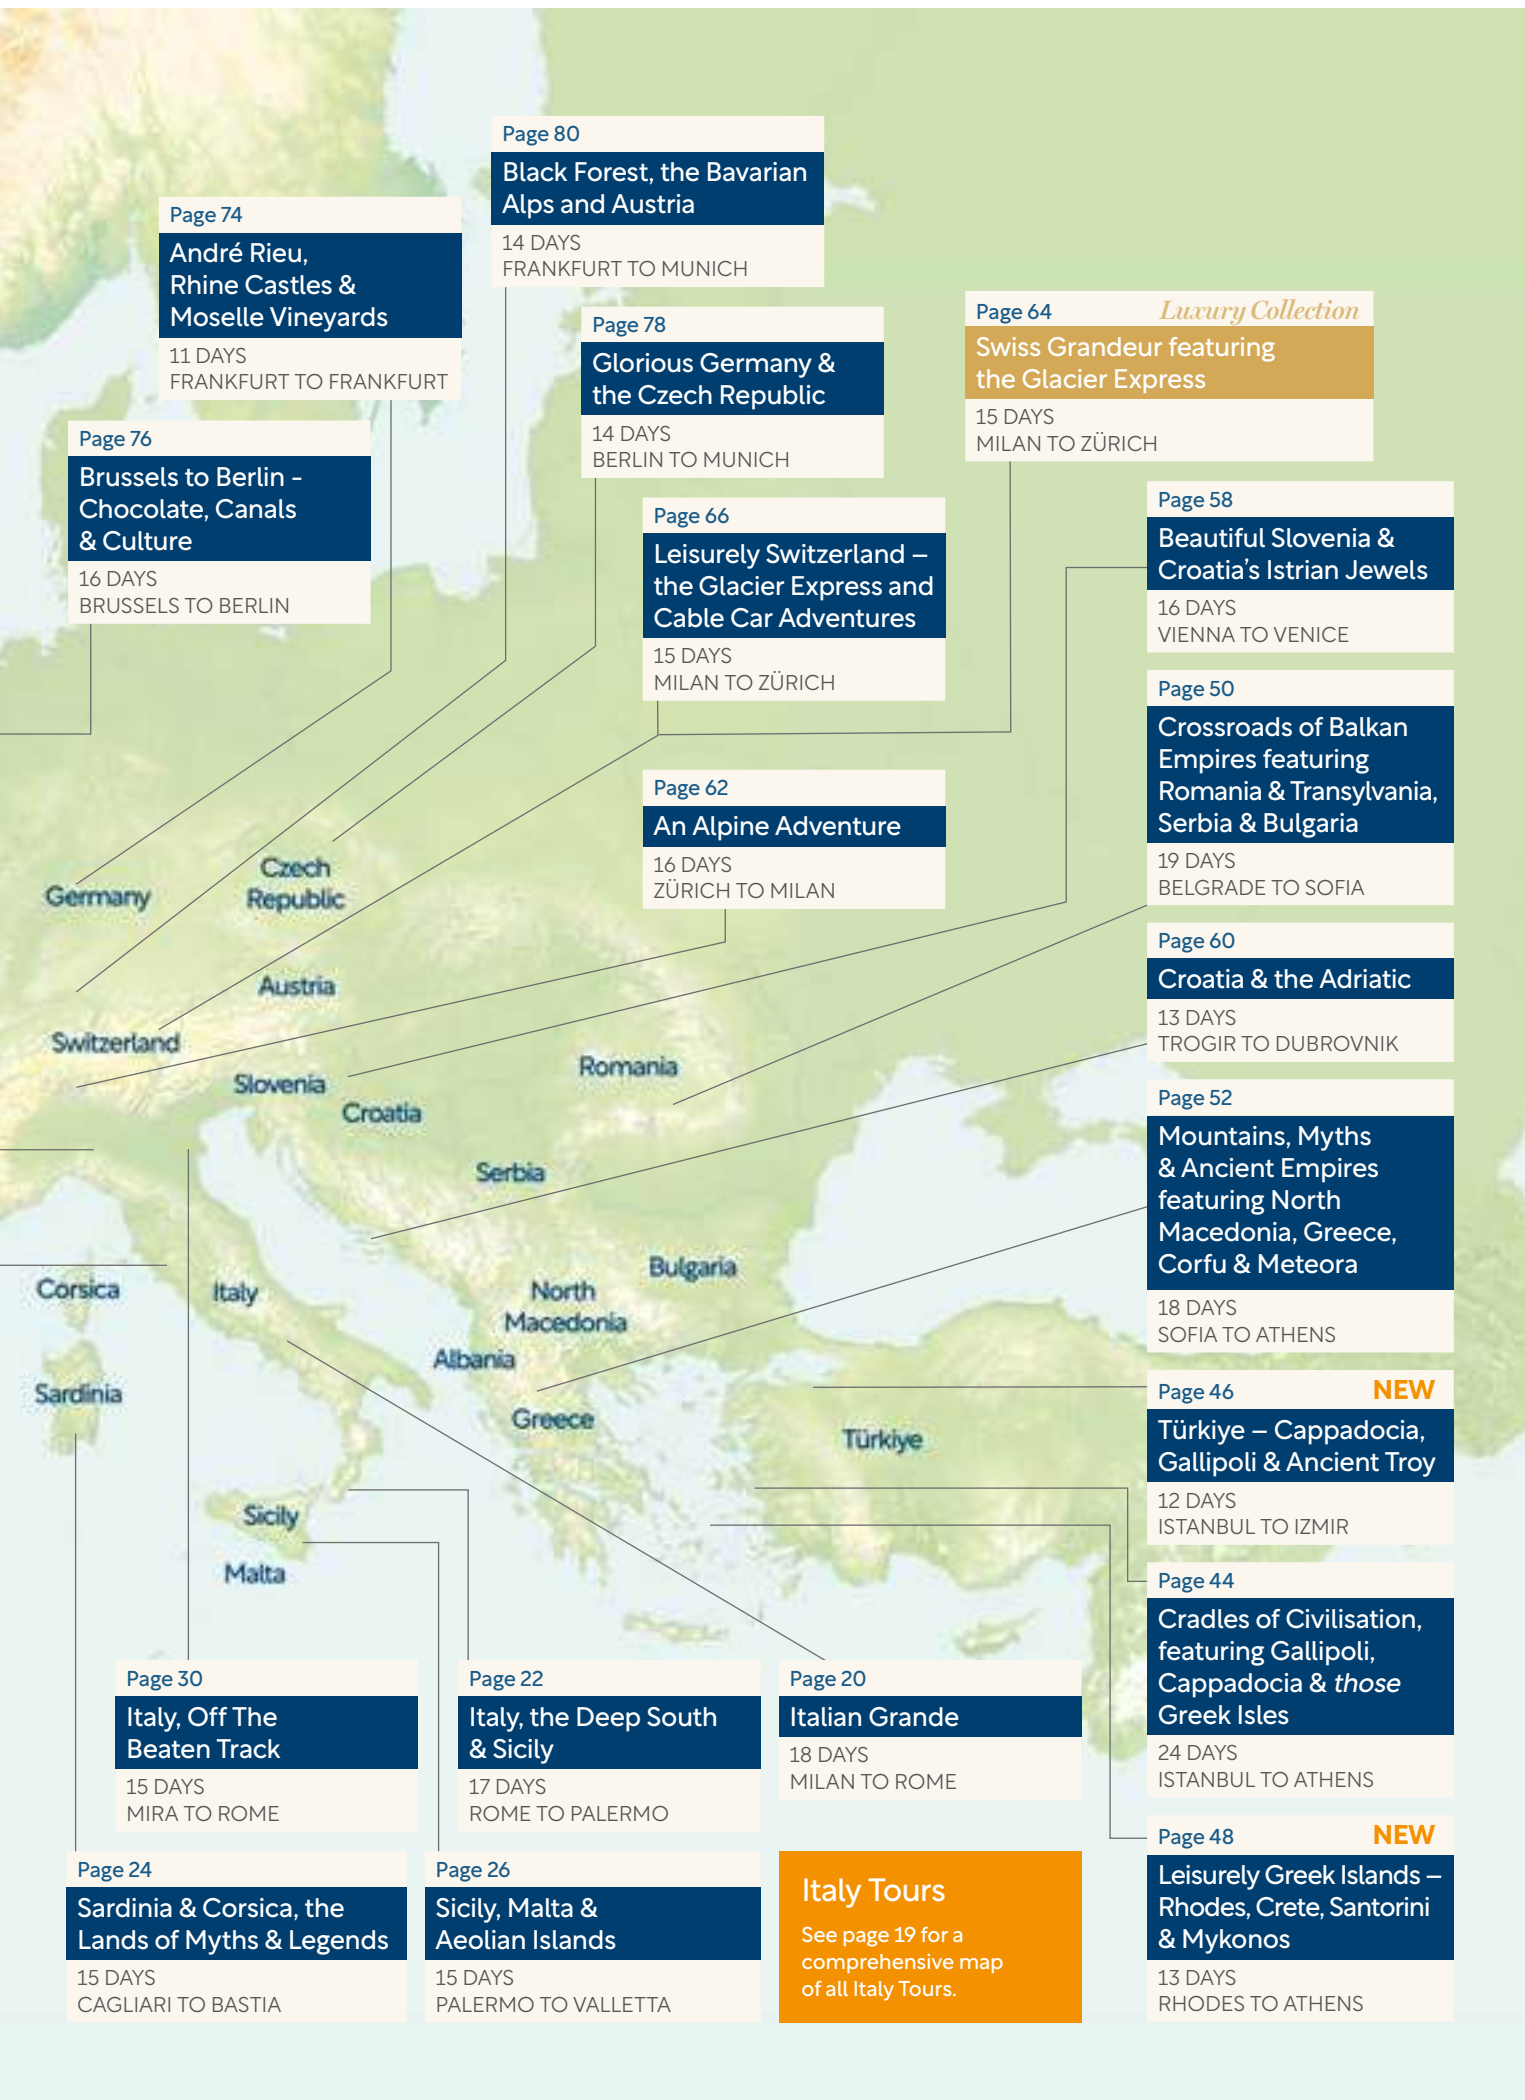 Page 80
Black Forest, the Bavarian
Alps and Austria
14 DAYS
FRANKFURT TO MUNICH
Page 74
André Rieu,
Rhine Castles &
Moselle Vineyards
11 DAYS
FRANKFURT TO FRANKFURT
Page 64
Luxury Collection
Swiss Grandeur featuring
the Glacier Express
15 DAYS
MILAN TO ZÜRICH
Page 78
Glorious Germany &
the Czech Republic
14 DAYS
BERLIN TO MUNICH
Page 76
Brussels to Berlin -
Chocolate, Canals
& Culture
16 DAYS
BRUSSELS TO BERLIN
Page 66
Leisurely Switzerland –
the Glacier Express and
Cable Car Adventures
15 DAYS
MILAN TO ZÜRICH
Page 58
Beautiful Slovenia &
Croatia's Istrian Jewels
16 DAYS
VIENNA TO VENICE
Page 50
Crossroads of Balkan
Empires featuring
Romania & Transylvania,
Serbia & Bulgaria
19 DAYS
BELGRADE TO SOFIA
Page 62
An Alpine Adventure
16 DAYS
ZÜRICH TO MILAN
Page 60
Croatia & the Adriatic
13 DAYS
TROGIR TO DUBROVNIK
Page 52
Mountains, Myths
& Ancient Empires
featuring North
Macedonia, Greece,
Corfu & Meteora
18 DAYS
SOFIA TO ATHENS
Germany
Czech
Republic
Austria
Switzerland
Slovenia
Croatia
Romania
Serbia
Bulgaria
North
Macedonia
Albania
Greece
Türkiye
Corsica
Italy
Sardinia
Sicily
Malta
Page 46
NEW
Türkiye – Cappadocia,
Gallipoli & Ancient Troy
12 DAYS
ISTANBUL TO IZMIR
Page 44
Cradles of Civilisation,
featuring Gallipoli,
Cappadocia & those
Greek Isles
24 DAYS
ISTANBUL TO ATHENS
Page 30
Italy, Off The
Beaten Track
15 DAYS
MIRA TO ROME
Page 22
Italy, the Deep South
& Sicily
17 DAYS
ROME TO PALERMO
Page 20
Italian Grande
18 DAYS
MILAN TO ROME
Page 48
NEW
Leisurely Greek Islands –
Rhodes, Crete, Santorini
& Mykonos
13 DAYS
RHODES TO ATHENS
Page 24
Sardinia & Corsica, the
Lands of Myths & Legends
15 DAYS
CAGLIARI TO BASTIA
Page 26
Sicily, Malta &
Aeolian Islands
15 DAYS
PALERMO TO VALLETTA
Italy Tours
See page 19 for a
comprehensive map
of all Italy Tours.